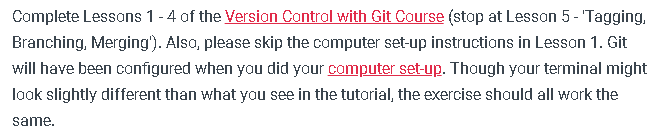 Complete Lessons 1 - 4 of the Version Control with Git Course (stop at Lesson 5 - 'Tagging,
Branching, Merging'). Also, please skip the computer set-up instructions in Lesson 1. Git
will have been configured when you did your computer set-up. Though your terminal might
look slightly different than what you see in the tutorial, the exercise should all work the
same.